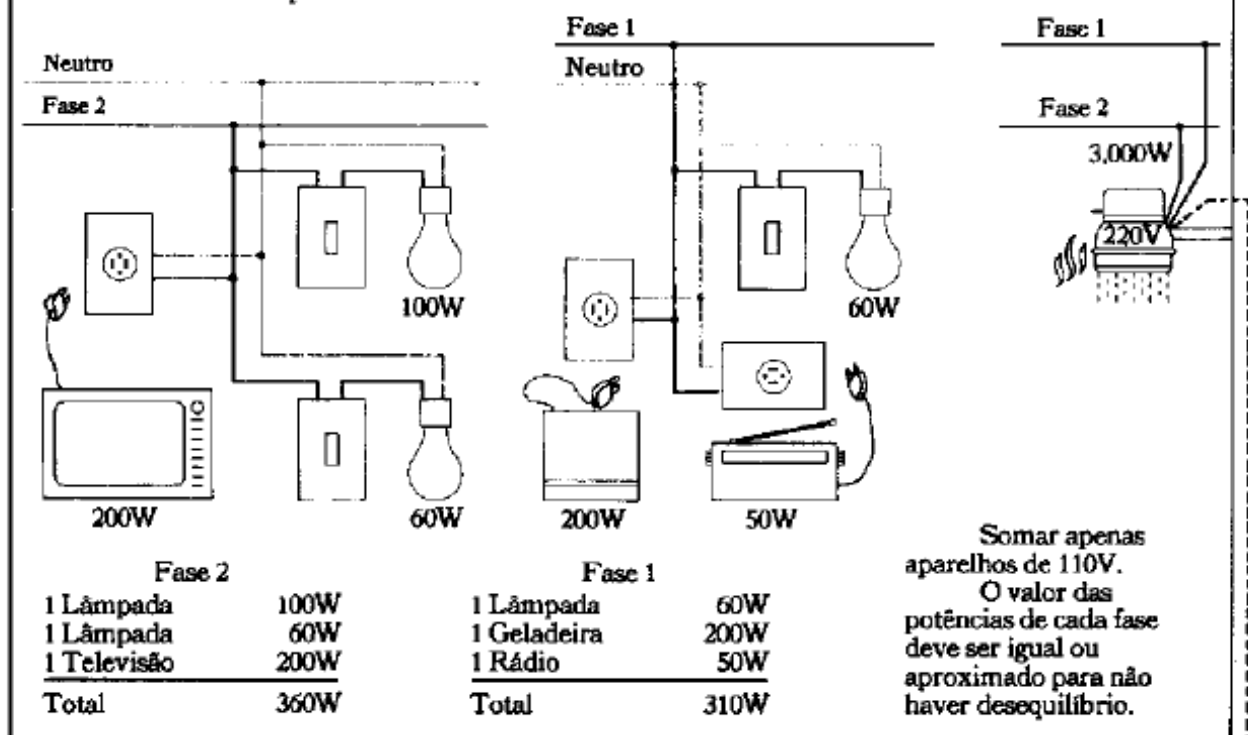 Neutro
Fase 2
100W
200W
60W
Fase 2
1 Lâmpada 100W
1 Lâmpada 60W
1 Televisão 200W
Total 360W
Fase 1
Neutro
60W
200W
50W
Fase 1
1 Lâmpada 60W
1 Geladeira 200W
1 Rádio 50W
Total 310W
Fase 1
Fase 2
3.000W
220V
Somar apenas
aparelhos de 110V.
O valor das
potências de cada fase
deve ser igual ou
aproximado para não
haver desequilíbrio.